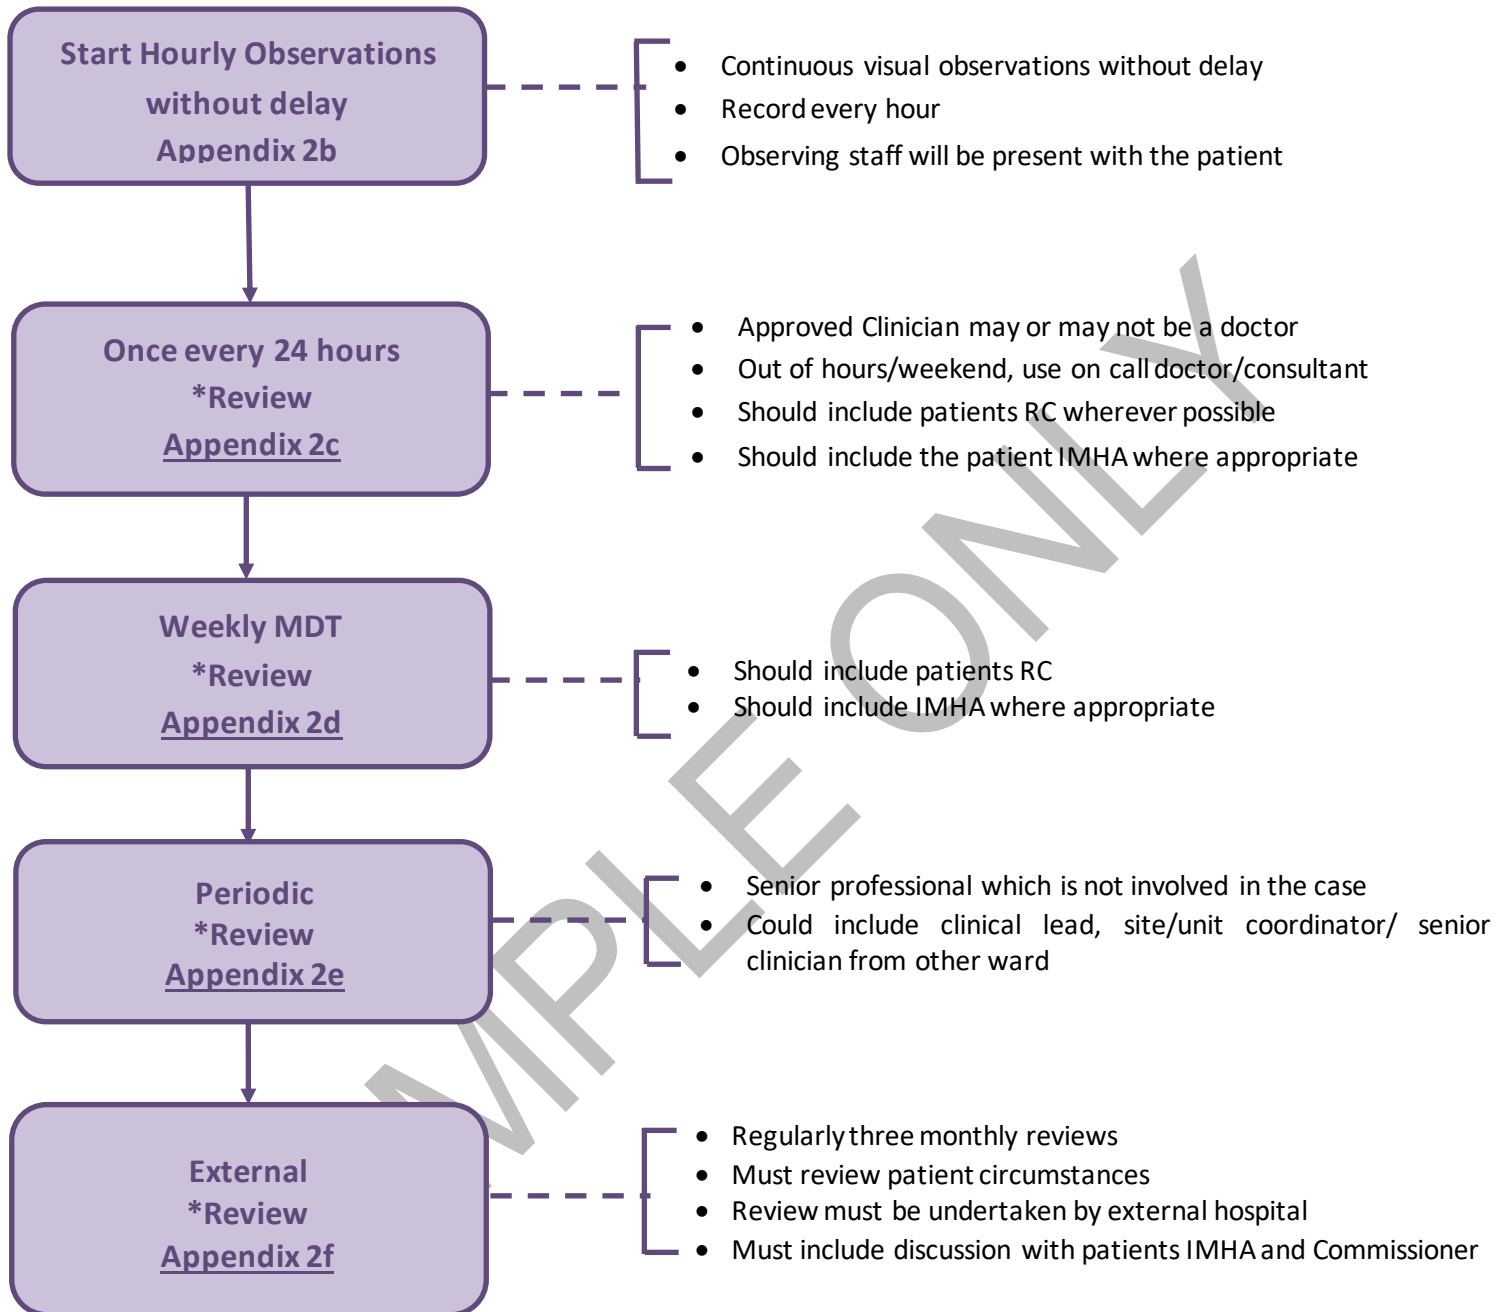 Start Hourly Observations
without delay
Appendix 2b
• Continuous visual observations without delay
• Record every hour
• Observing staff will be present with the patient
Once every 24 hours
*Review
Appendix 2c
• Approved Clinician may or may not be a doctor
• Out of hours/weekend, use on call doctor/consultant
• Should include patients RC wherever possible
• Should include the patient IMHA where appropriate
Weekly MDT
*Review
Appendix 2d
• Should include patients RC
• Should include IMHA where appropriate
Periodic
*Review
Appendix 2e
• Senior professional which is not involved in the case
• Could include clinical lead, site/unit coordinator/ senior
clinician from other ward
External
*Review
Appendix 2f
• Regularly three monthly reviews
• Must review patient circumstances
• Review must be undertaken by external hospital
• Must include discussion with patients IMHA and Commissioner
MPLE ONLY